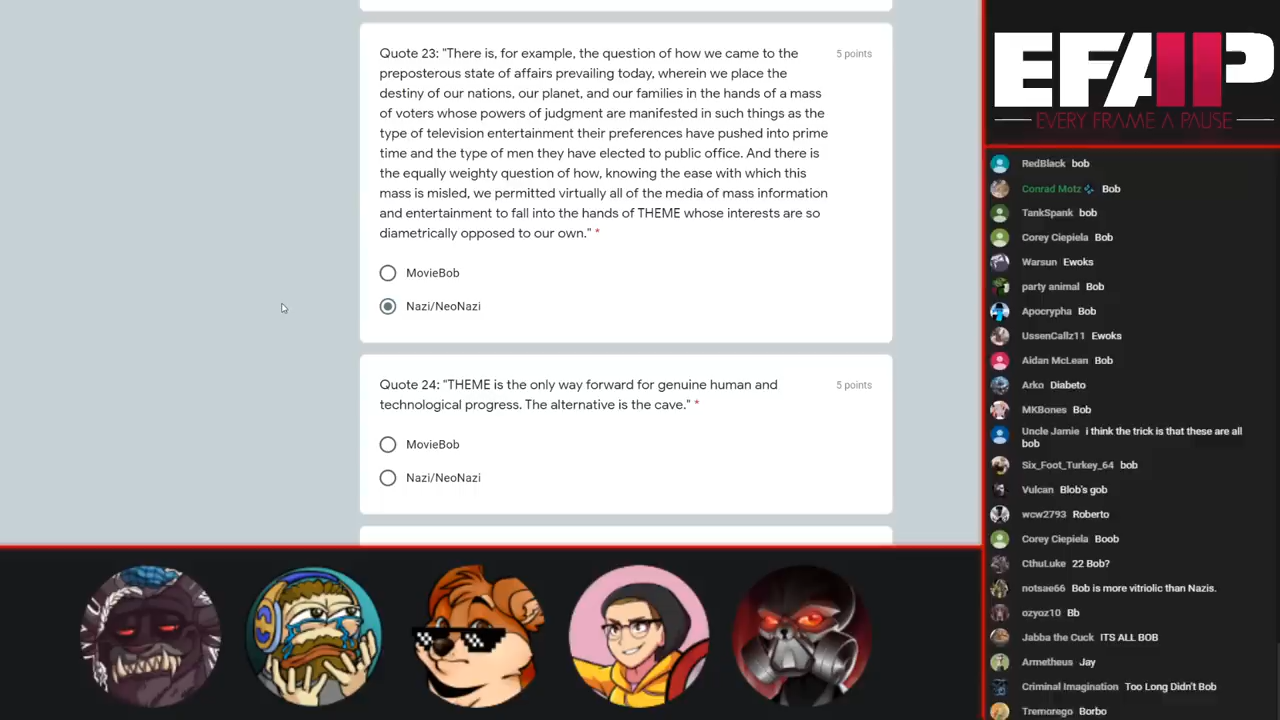 Quote 23: "There is, for example, the question of how we came to the
preposterous state of affairs prevailing today, wherein we place the
destiny of our nations, our planet, and our families in the hands of a mass
of voters whose powers of judgment are manifested in such things as the
type of television entertainment their preferences have pushed into prime
time and the type of men they have elected to public office. And there is
the equally weighty question of how, knowing the ease with which this
mass is misled, we permitted virtually all of the media of mass information
and entertainment to fall into the hands of THEME whose interests are so
diametrically opposed to our own." *
5 points
MovieBob
Nazi/NeoNazi
Quote 24: "THEME is the only way forward for genuine human and
technological progress. The alternative is the cave." *
5 points
MovieBob
Nazi/NeoNazi
EFAP
EVERY FRAME A PAUSE
RedBlack bob
Conrad Motz Bob
TankSpank bob
Corey Ciepiela Bob
Warsun Ewoks
party animal Bob
Apocrypha Bob
UssenCallz11 Ewoks
Aidan McLean Bob
Arko Diabeto
MKBones Bob
Uncle Jamie i think the trick is that these are all
bob
Six_Foot_Turkey_64 bob
Vulcan Blob's gob
wcw2793 Roberto
Corey Ciepiela Boob
CthuLuke 22 Bob?
notsae66 Bob is more vitriolic than Nazis.
ozyoz10 Bb
Jabba the Cuck ITS ALL BOB
Armetheus Jay
Criminal Imagination Too Long Didn't Bob
Tremorego Borbo